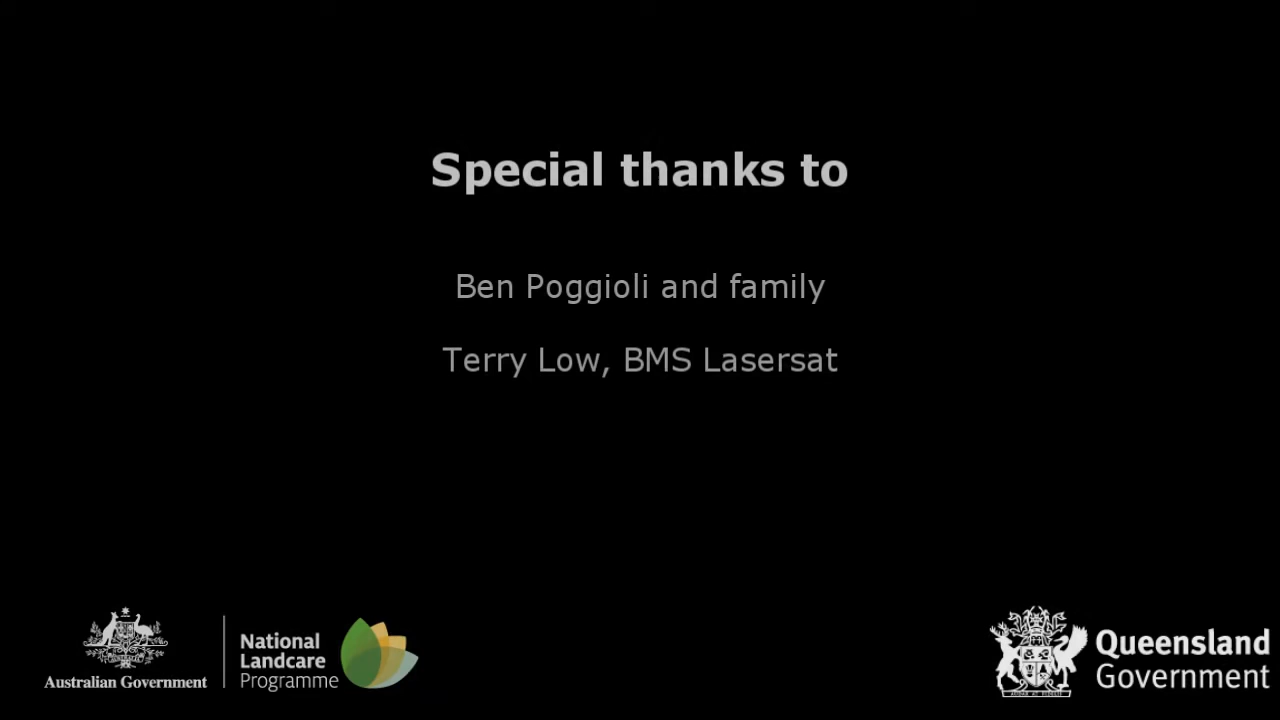 Special thanks to
Ben Poggioli and family
Terry Low, BMS Lasersat
Australian Government
National
Landcare
Programme
Queensland
Government